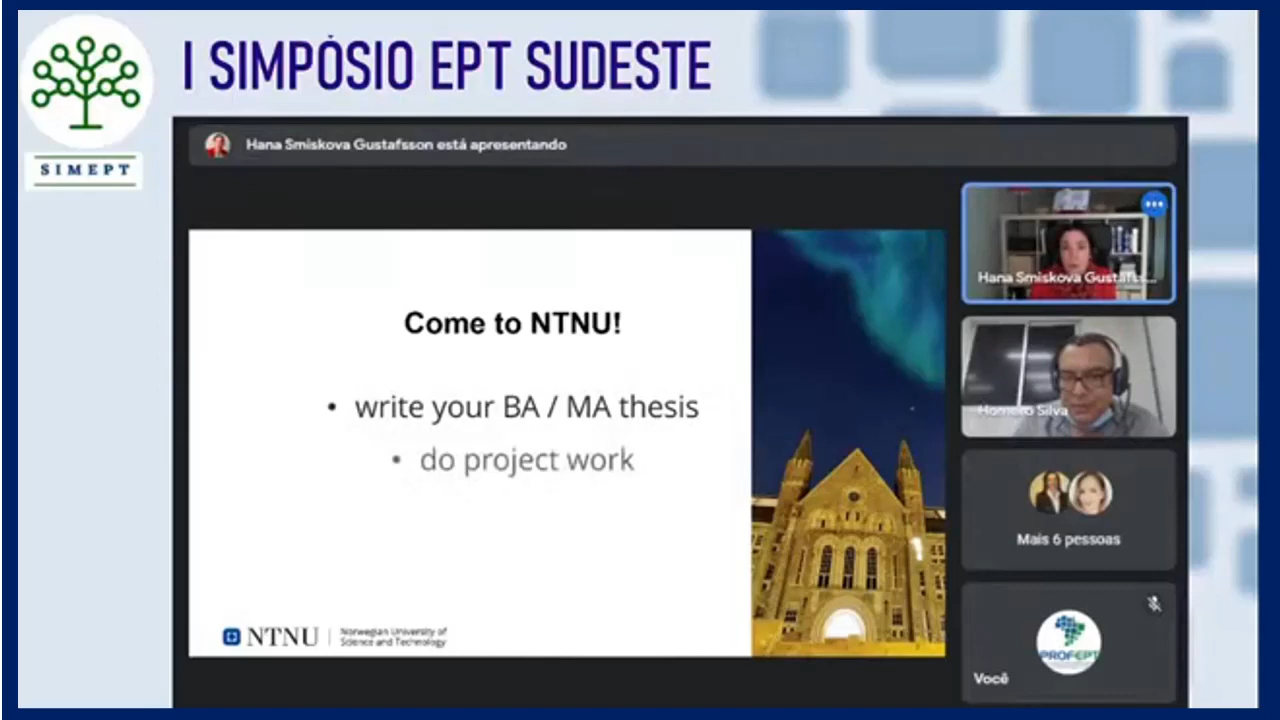 I SIMPÓSIO EPT SUDESTE
SIMEPT
Hana Smiskova Gustafsson está apresentando
Come to NTNU!
• write your BA / MA thesis
• do project work
NTNU | Norwegian University of
Science and Technology
Hana Smiskova Gustafss...
Homero Silva
Mais 6 pessoas
PROFEPT
Você